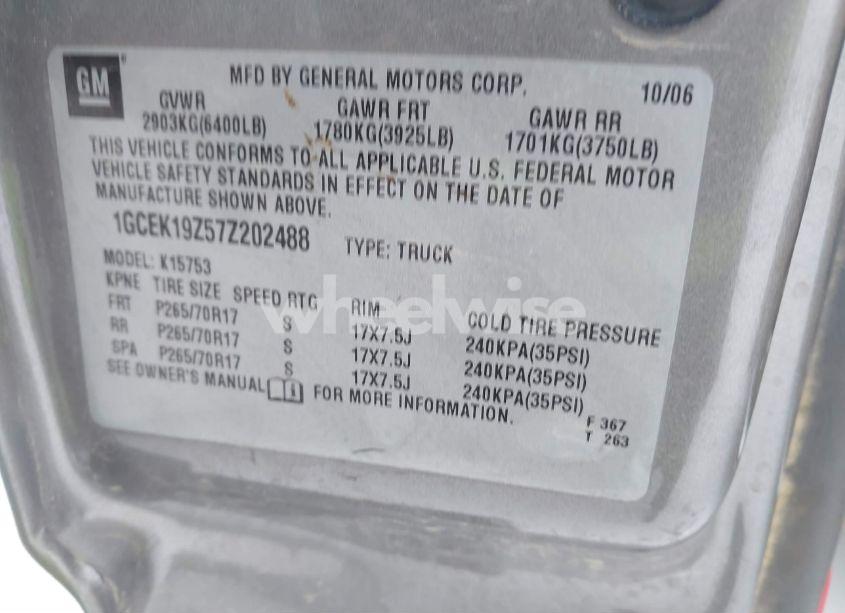 GM
MFD BY GENERAL MOTORS CORP. 10/06
GVWR GAWR FRT GAWR RR
2903KG(6400LB) 1780KG(3925LB) 1701KG(3750LB)
THIS VEHICLE CONFORMS TO ALL APPLICABLE U.S. FEDERAL MOTOR
VEHICLE SAFETY STANDARDS IN EFFECT ON THE DATE OF
MANUFACTURE SHOWN ABOVE.
1GCEK19Z57Z202488 TYPE: TRUCK
MODEL: K15753
KPNE TIRE SIZE SPEED RTG RIM COLD TIRE PRESSURE
FRT P265/70R17 S 17X7.5J 240KPA(35PSI)
RR P265/70R17 S 17X7.5J 240KPA(35PSI)
SPA P265/70R17 S 17X7.5J 240KPA(35PSI)
SEE OWNER'S MANUAL FOR MORE INFORMATION.
F 367
T 263
wheelwise